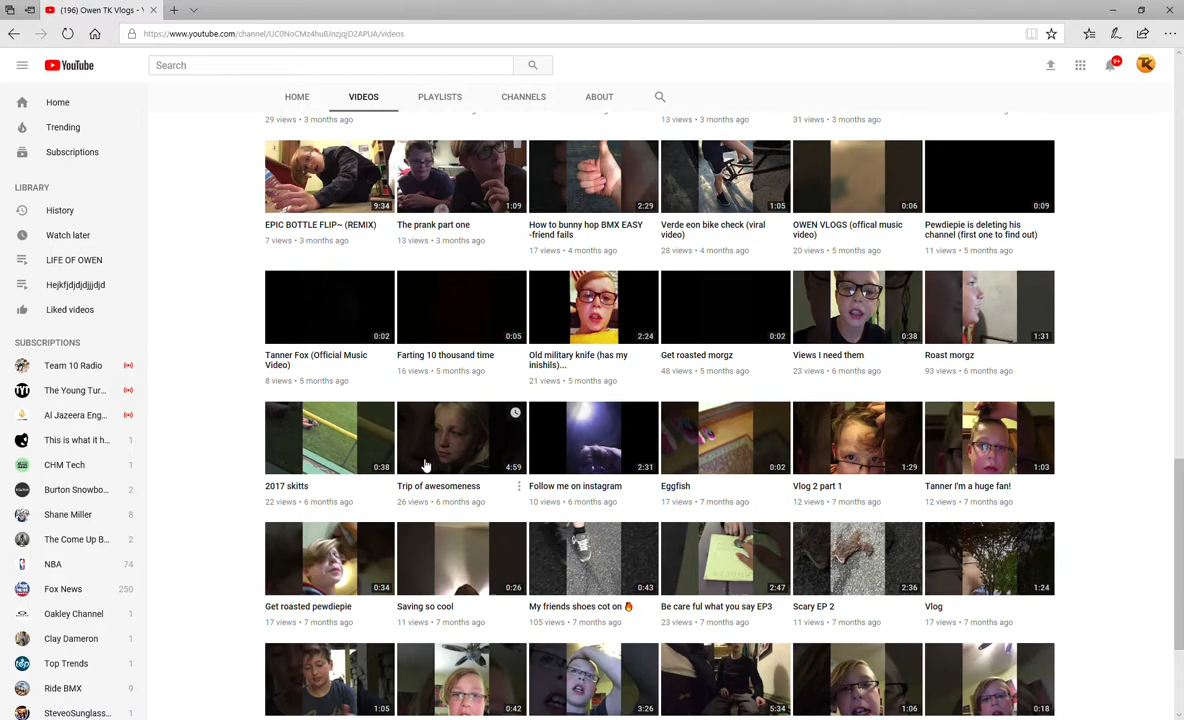 (196) Owen TK Vlogs - Y
https://www.youtube.com/channel/UC0NoCMz4huBJnzjqjD2APUA/videos
YouTube
Search
9+
TK
HOME VIDEOS PLAYLISTS CHANNELS ABOUT
Home
Trending
Subscriptions
LIBRARY
History
Watch later
LIFE OF OWEN
Hejkfjdjdjdjjjdjd
Liked videos
SUBSCRIPTIONS
Team 10 Radio
The Young Tur...
Al Jazeera Eng...
This is what it h... 1
CHM Tech 1
Burton Snowbo... 2
Shane Miller 8
The Come Up B... 2
NBA 74
Fox News 250
Oakley Channel 1
Clay Dameron 1
Top Trends 1
Ride BMX 9
SteveoSunglass... 1
29 views • 3 months ago
13 views • 3 months ago
31 views • 3 months ago
9:34 1:09 2:29 1:05 0:06 0:09
EPIC BOTTLE FLIP~ (REMIX)
7 views • 3 months ago
The prank part one
13 views • 3 months ago
How to bunny hop BMX EASY
-friend fails
17 views • 4 months ago
Verde eon bike check (viral
video)
28 views • 4 months ago
OWEN VLOGS (offical music
video)
20 views • 5 months ago
Pewdiepie is deleting his
channel (first one to find out)
11 views • 5 months ago
0:02 0:05 2:24 0:02 0:38 1:31
Tanner Fox (Official Music
Video)
8 views • 5 months ago
Farting 10 thousand time
16 views • 5 months ago
Old military knife (has my
inishils)...
21 views • 5 months ago
Get roasted morgz
48 views • 5 months ago
Views I need them
23 views • 6 months ago
Roast morgz
93 views • 6 months ago
0:38 4:59 2:31 0:02 1:29 1:03
2017 skitts
22 views • 6 months ago
Trip of awesomeness
26 views • 6 months ago
Follow me on instagram
10 views • 6 months ago
Eggfish
17 views • 7 months ago
Vlog 2 part 1
12 views • 7 months ago
Tanner I'm a huge fan!
12 views • 7 months ago
0:34 0:26 0:43 2:47 2:36 1:24
Get roasted pewdiepie
17 views • 7 months ago
Saving so cool
11 views • 7 months ago
My friends shoes cot on 🔥
105 views • 7 months ago
Be care ful what you say EP3
23 views • 7 months ago
Scary EP 2
11 views • 7 months ago
Vlog
17 views • 7 months ago
1:05 0:42 3:26 5:34 1:06 0:18